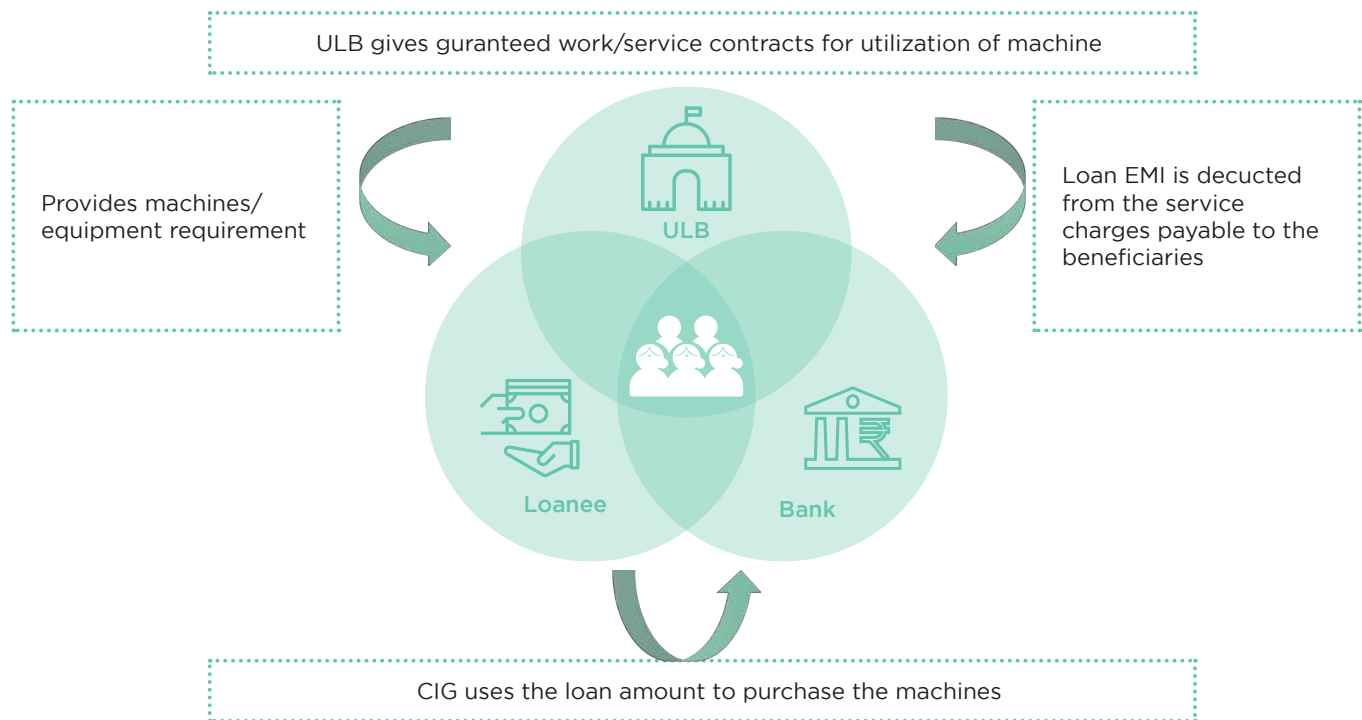 ULB gives guranteed work/service contracts for utilization of machine
Provides machines/
equipment requirement
ULB
Loan EMI is decucted
from the service
charges payable to the
beneficiaries
Loanee
Bank
CIG uses the loan amount to purchase the machines